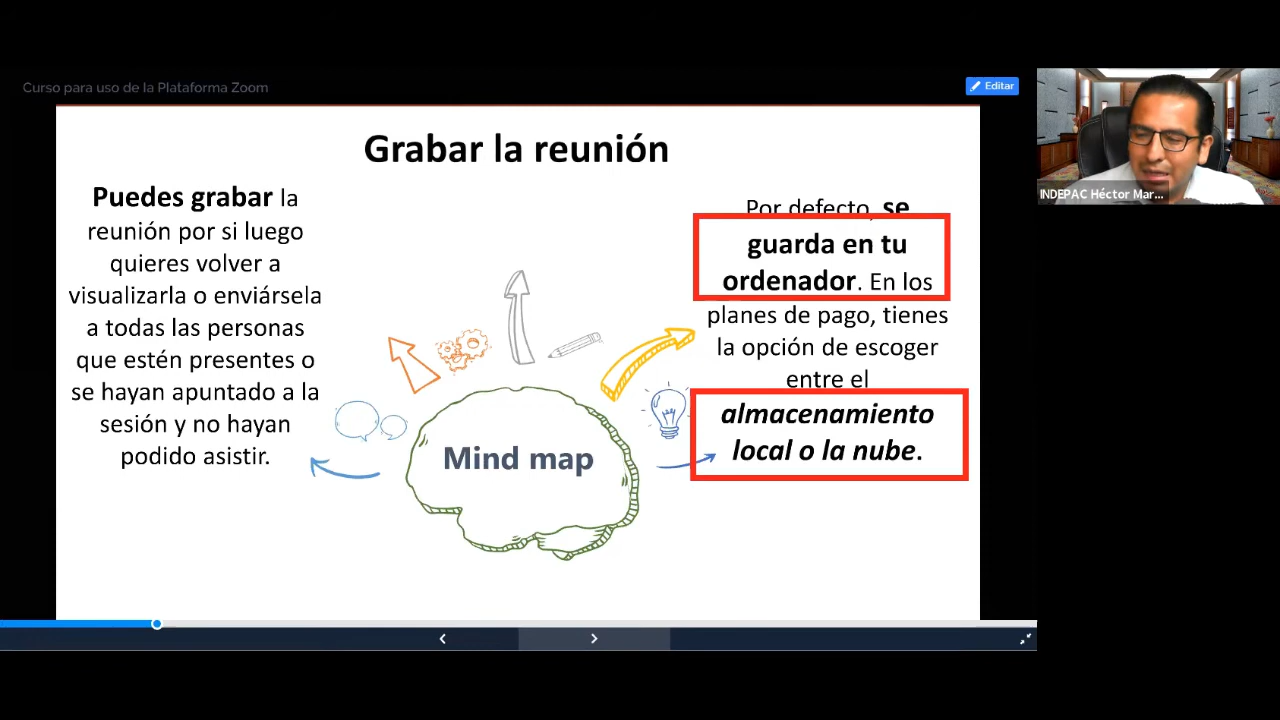 Curso para uso de la Plataforma Zoom
Editar
Grabar la reunión
Puedes grabar la
reunión por si luego
quieres volver a
visualizarla o enviársela
a todas las personas
que estén presentes o
se hayan apuntado a la
sesión y no hayan
podido asistir.
Mind map
Por defecto, se
guarda en tu
ordenador. En los
planes de pago, tienes
la opción de escoger
entre el
almacenamiento
local o la nube.
INDEPAC Héctor Mar...